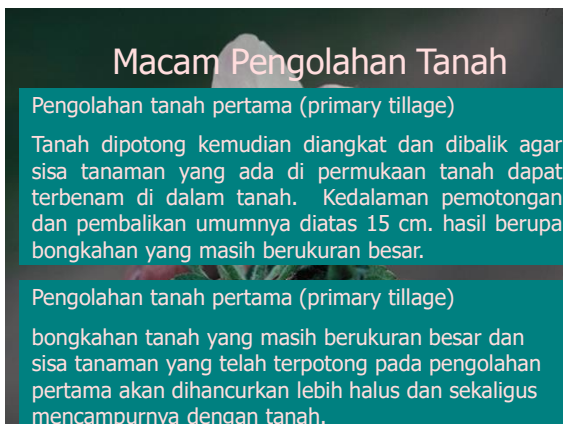 Macam Pengolahan Tanah
Pengolahan tanah pertama (primary tillage)
Tanah dipotong kemudian diangkat dan dibalik agar
sisa tanaman yang ada di permukaan tanah dapat
terbenam di dalam tanah. Kedalaman pemotongan
dan pembalikan umumnya diatas 15 cm. hasil berupa
bongkahan yang masih berukuran besar.
Pengolahan tanah pertama (primary tillage)
bongkahan tanah yang masih berukuran besar dan
sisa tanaman yang telah terpotong pada pengolahan
pertama akan dihancurkan lebih halus dan sekaligus
mencampurnya dengan tanah.